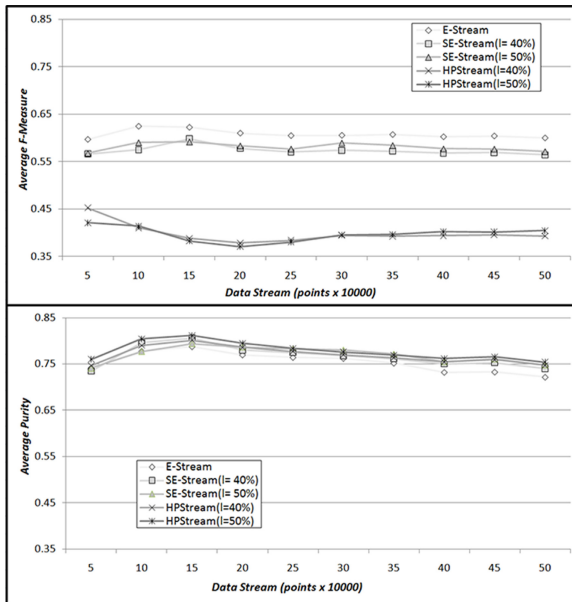 0.85
0.75
0.65
0.55
0.45
0.35
Average F-Measure
E-Stream
SE-Stream(l= 40%)
SE-Stream(l= 50%)
HPStream(l=40%)
HPStream(l=50%)
5 10 15 20 25 30 35 40 45 50
Data Stream (points x 10000)
0.85
0.75
0.65
0.55
0.45
0.35
Average Purity
E-Stream
SE-Stream(l= 40%)
SE-Stream(l= 50%)
HPStream(l=40%)
HPStream(l=50%)
5 10 15 20 25 30 35 40 45 50
Data Stream (points x 10000)